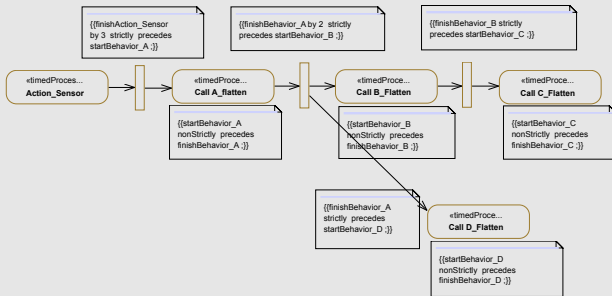 {{finishAction_Sensor
by 3 strictly precedes
startBehavior_A ;}}
{{finishBehavior_A by 2 strictly
precedes startBehavior_B ;}}
{{finishBehavior_B strictly
precedes startBehavior_C ;}}
«timedProces...
Action_Sensor
«timedProce...
Call A_flatten
«timedProce...
Call B_Flatten
«timedProce...
Call C_Flatten
{{startBehavior_A
nonStrictly precedes
finishBehavior_A ;}}
{{startBehavior_B
nonStrictly precedes
finishBehavior_B ;}}
{{startBehavior_C
nonStrictly precedes
finishBehavior_C ;}}
{{finishBehavior_A
strictly precedes
startBehavior_D ;}}
«timedProce...
Call D_Flatten
{{startBehavior_D
nonStrictly precedes
finishBehavior_D ;}}